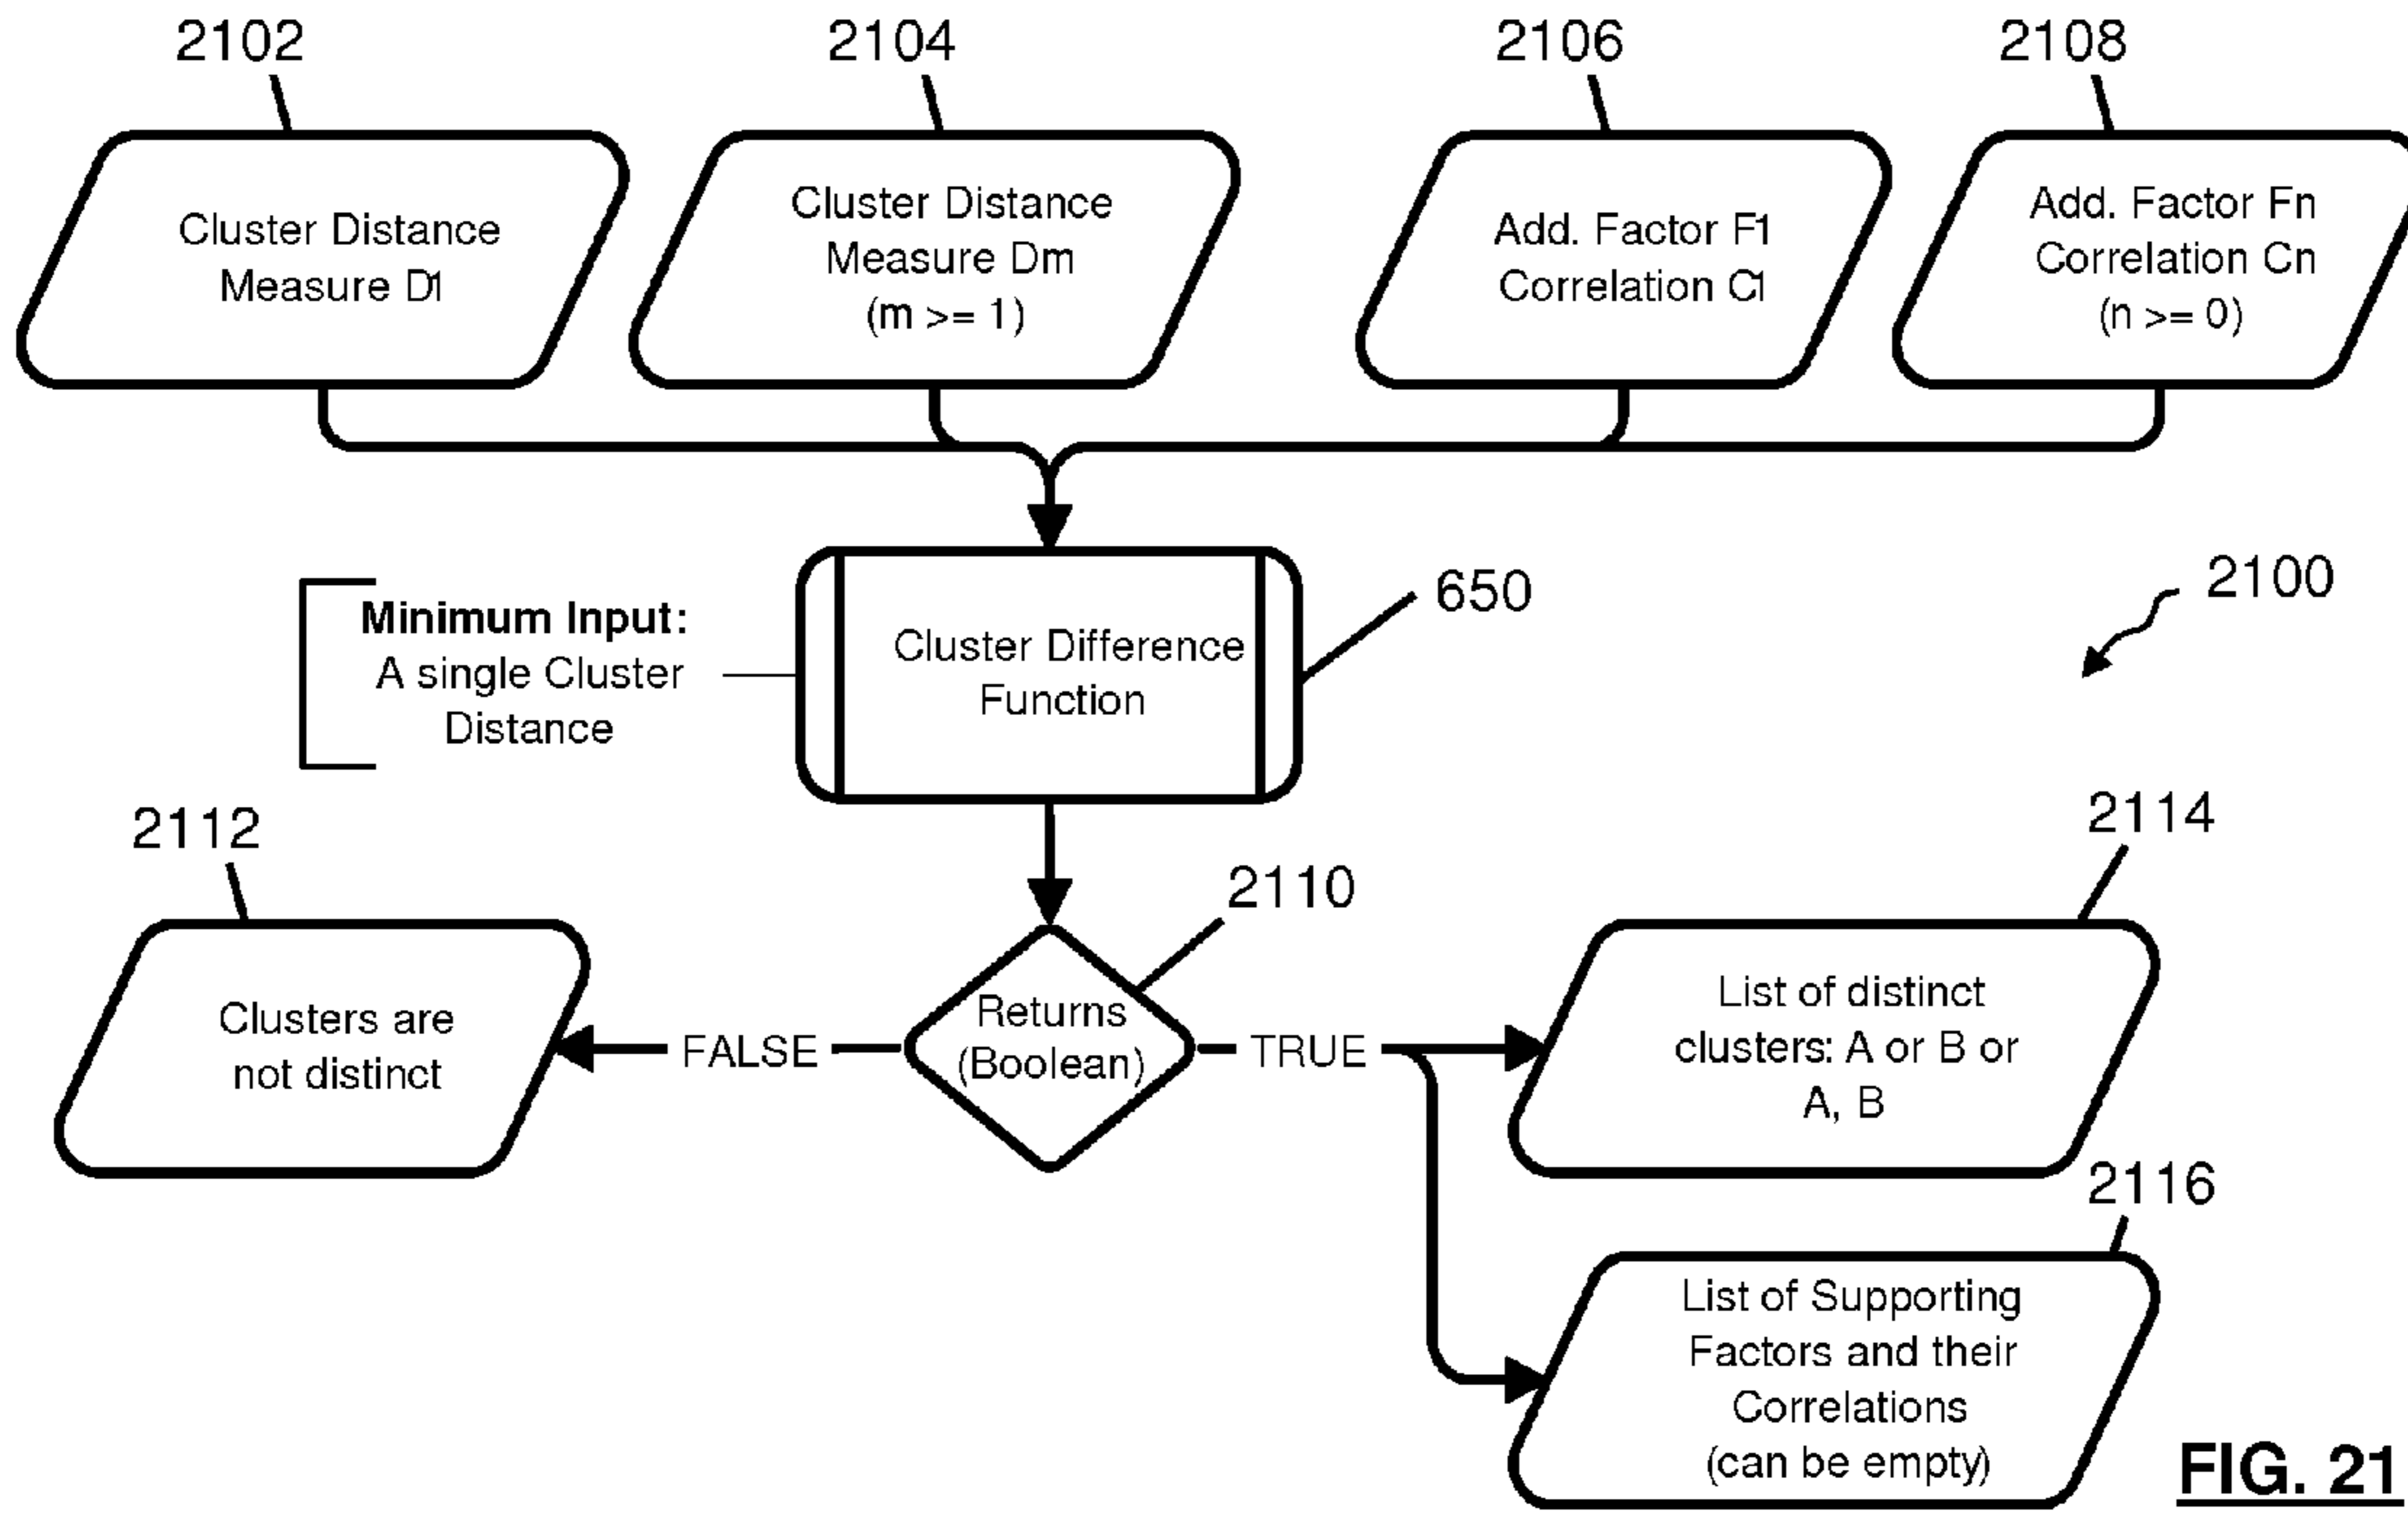 2102
2104
2106
2108
Cluster Distance
Measure D1
Cluster Distance
Measure Dm
(m >= 1)
Add. Factor F1
Correlation C1
Add. Factor Fn
Correlation Cn
(n >= 0)
Minimum Input:
A single Cluster
Distance
Cluster Difference
Function
650
2100
2112
2110
2114
Clusters are
not distinct
FALSE
Returns
(Boolean)
TRUE
List of distinct
clusters: A or B or
A, B
2116
List of Supporting
Factors and their
Correlations
(can be empty)
FIG. 21